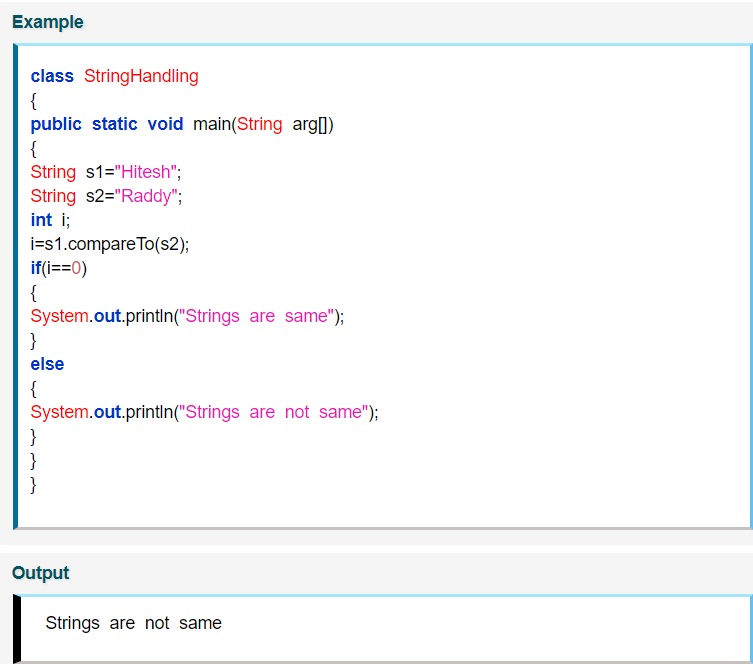 Example
class StringHandling
{
public static void main(String arg[])
{
String s1="Hitesh";
String s2="Raddy";
int i;
i=s1.compareTo(s2);
if(i==0)
{
System.out.println("Strings are same");
}
else
{
System.out.println("Strings are not same");
}
}
}
Output
Strings are not same